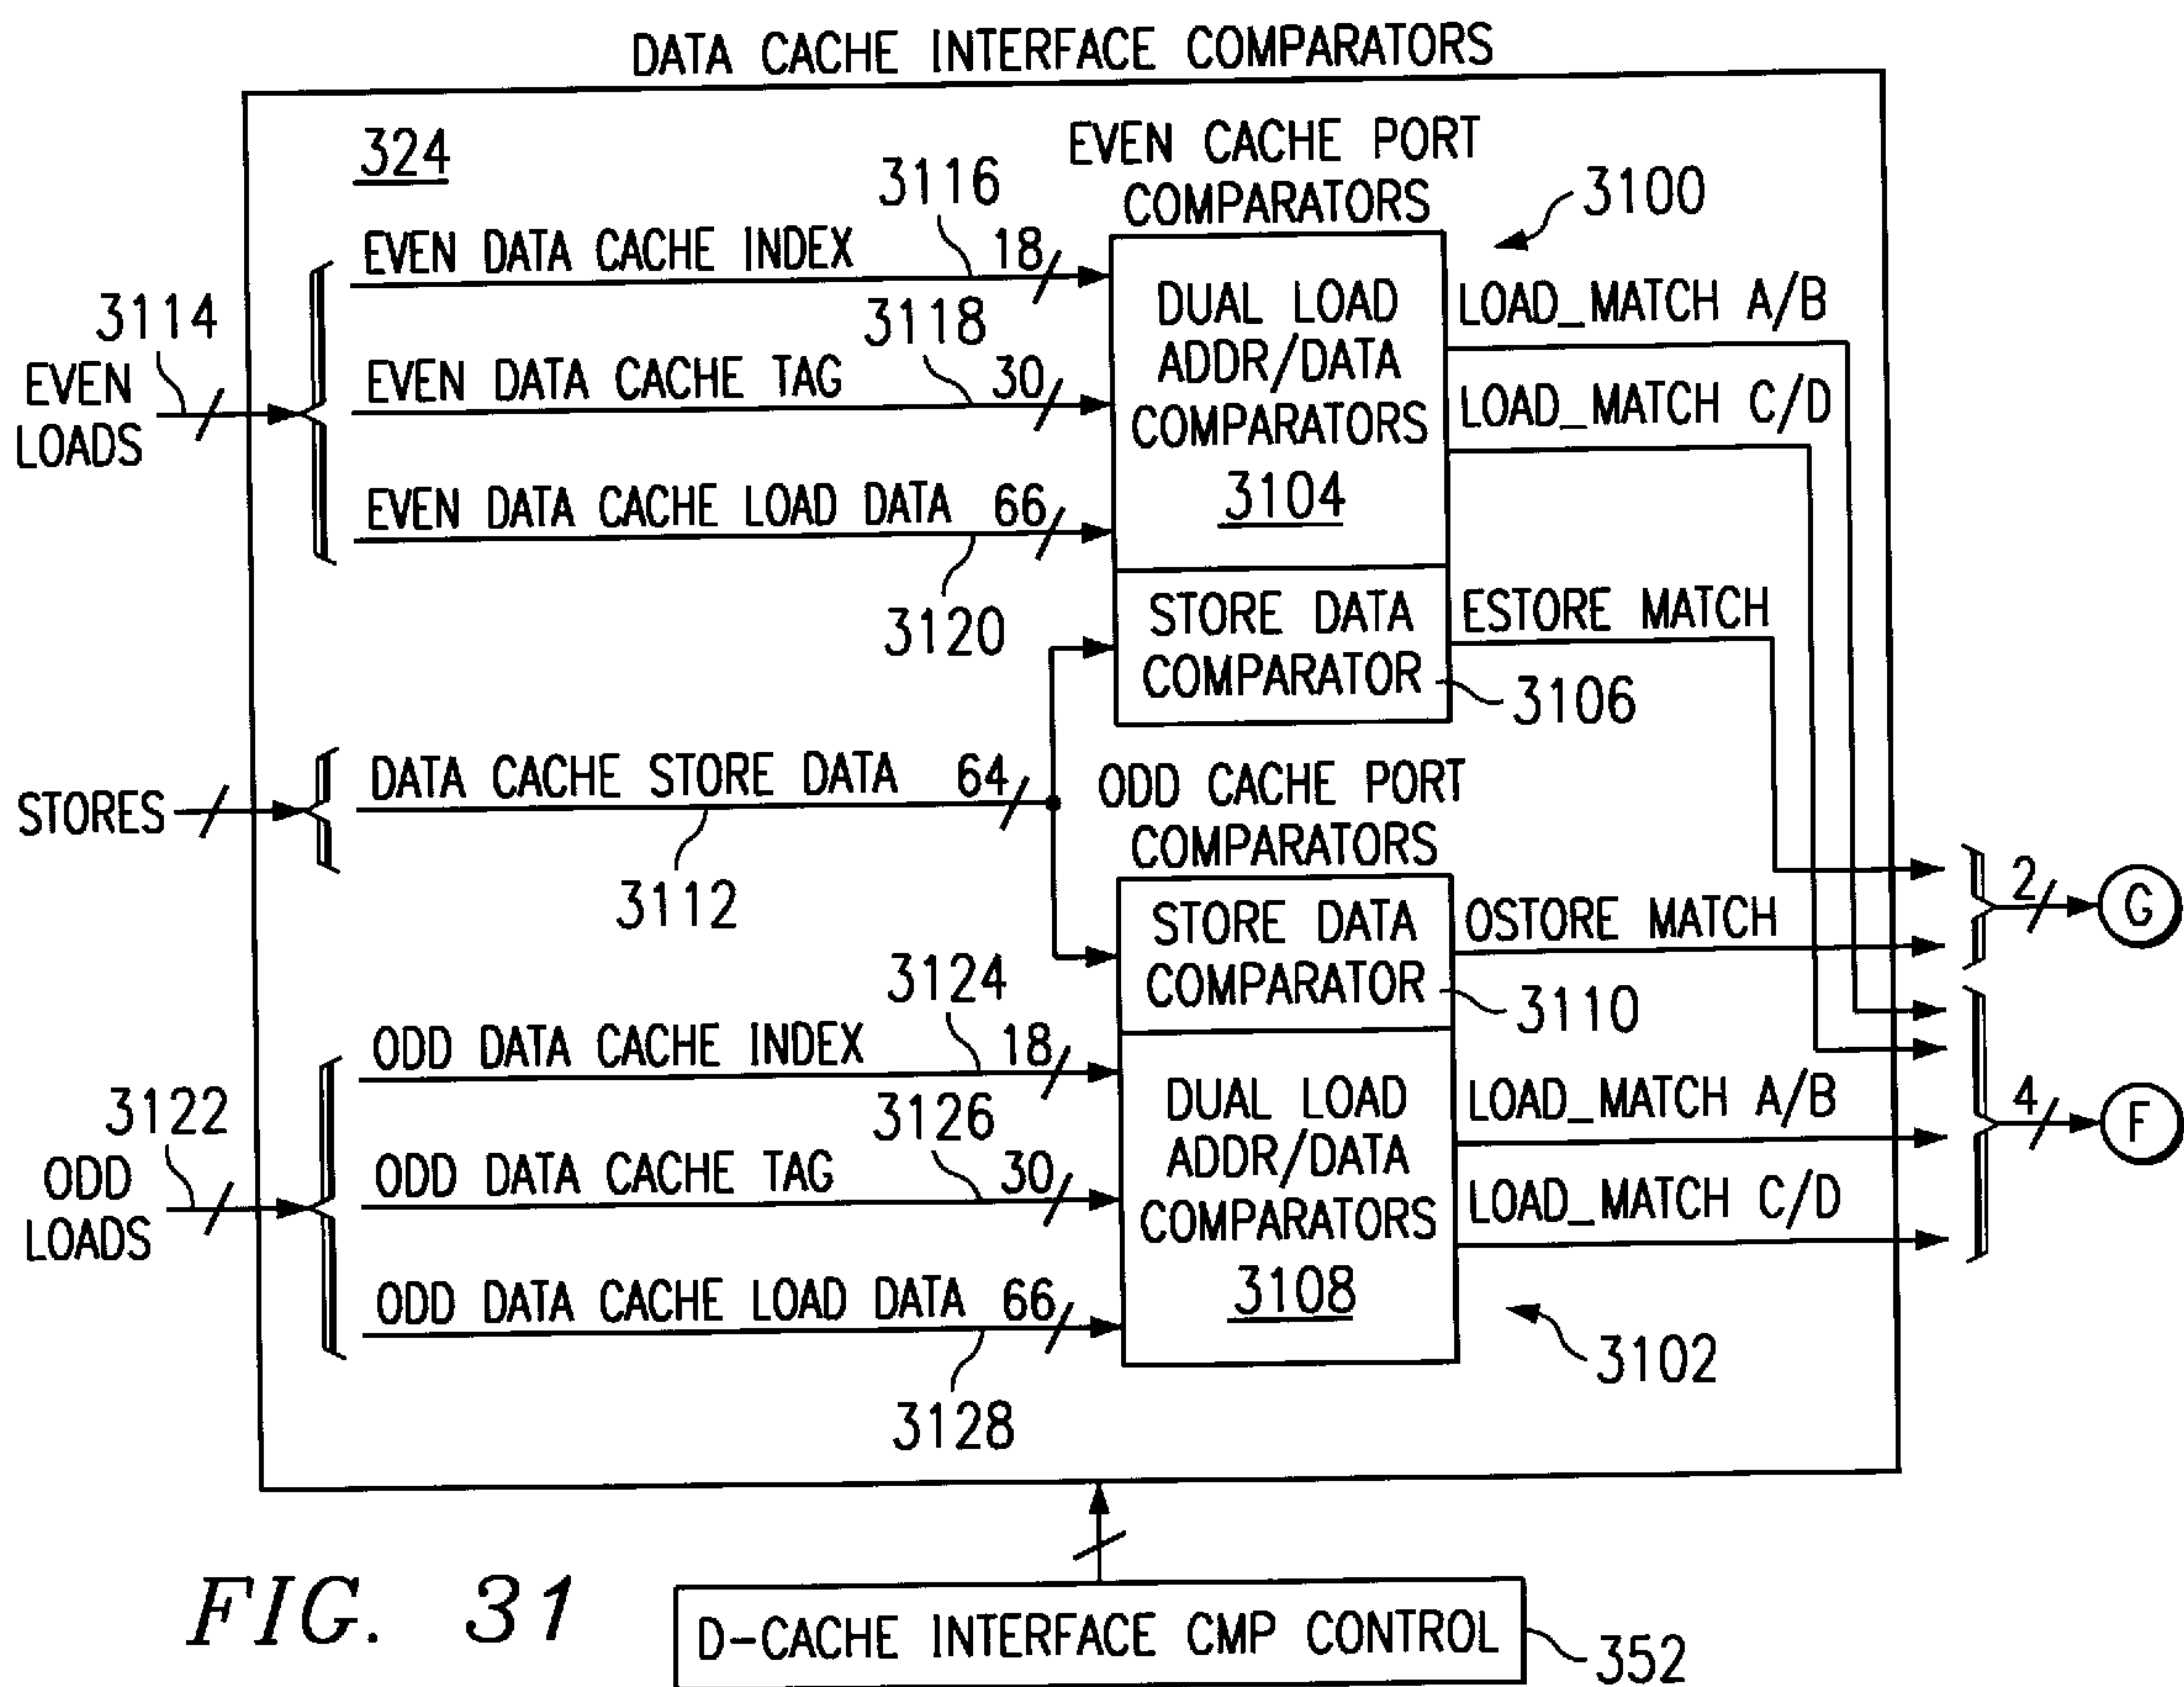 DATA CACHE INTERFACE COMPARATORS
324
EVEN CACHE PORT
COMPARATORS
3100
3116
EVEN DATA CACHE INDEX 18
3114
EVEN
LOADS
3118
EVEN DATA CACHE TAG 30
EVEN DATA CACHE LOAD DATA 66
3120
DUAL LOAD
ADDR/DATA
COMPARATORS
3104
LOAD_MATCH A/B
LOAD_MATCH C/D
STORE DATA
COMPARATOR
3106
ESTORE MATCH
STORES
DATA CACHE STORE DATA 64
3112
ODD CACHE PORT
COMPARATORS
STORE DATA
COMPARATOR
3110
OSTORE MATCH
2
G
3124
ODD DATA CACHE INDEX 18
3122
ODD
LOADS
3126
ODD DATA CACHE TAG 30
ODD DATA CACHE LOAD DATA 66
3128
DUAL LOAD
ADDR/DATA
COMPARATORS
3108
LOAD_MATCH A/B
LOAD_MATCH C/D
4
F
3102
FIG. 31
D-CACHE INTERFACE CMP CONTROL
352